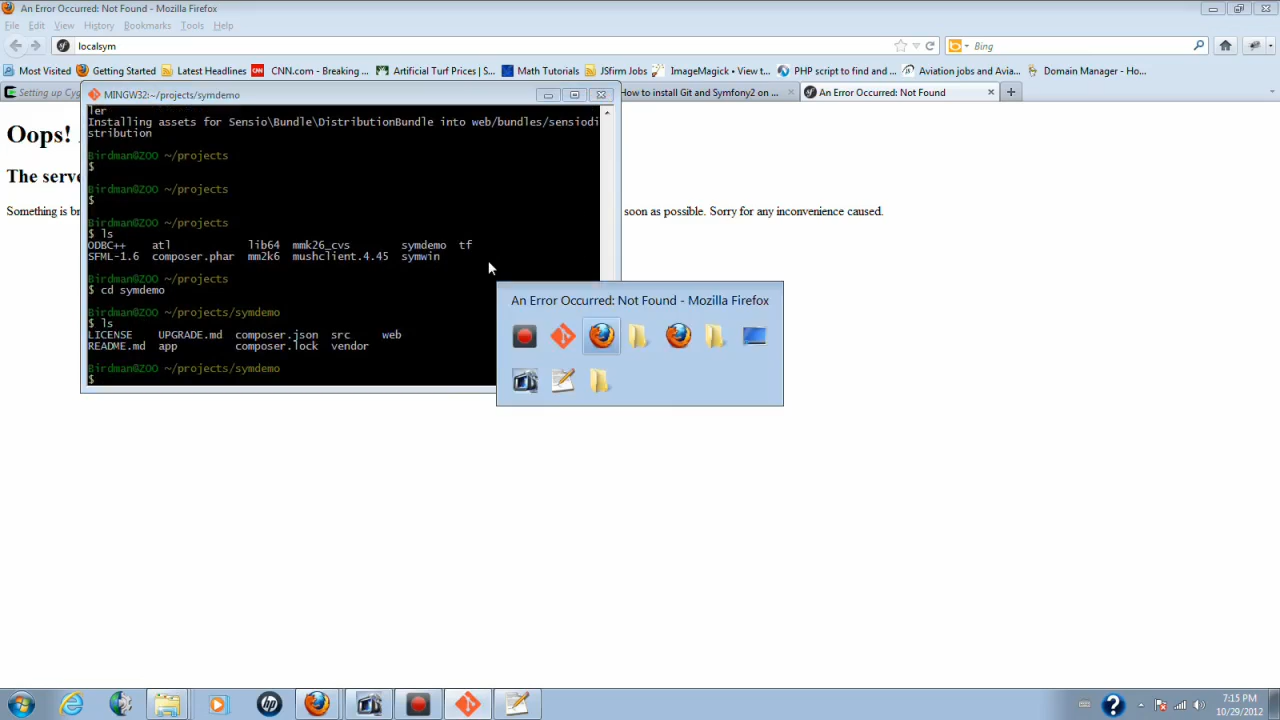 An Error Occurred: Not Found - Mozilla Firefox
File Edit View History Bookmarks Tools Help
localsym
Bing
Most Visited Getting Started Latest Headlines CNN.com - Breaking ... Artificial Turf Prices | S... Math Tutorials JSfirm Jobs ImageMagick • View t... PHP script to find and ... Aviation jobs and Avia... Domain Manager - Ho...
Setting up Cyg
How to install Git and Symfony2 on ...
An Error Occurred: Not Found
MINGW32:~/projects/symdemo
Oops!
The serve
Something is br
soon as possible. Sorry for any inconvenience caused.
ler
Installing assets for Sensio\Bundle\DistributionBundle into web/bundles/sensiodi
stribution
Birdman@ZOO ~/projects
$
Birdman@ZOO ~/projects
$
Birdman@ZOO ~/projects
$ ls
ODBC++ atl lib64 mmk26_cvs symdemo tf
SFML-1.6 composer.phar mm2k6 mushclient.4.45 symwin
Birdman@ZOO ~/projects
$ cd symdemo
Birdman@ZOO ~/projects/symdemo
$ ls
LICENSE UPGRADE.md composer.json src web
README.md app composer.lock vendor
Birdman@ZOO ~/projects/symdemo
$
An Error Occurred: Not Found - Mozilla Firefox
7:15 PM
10/29/2012